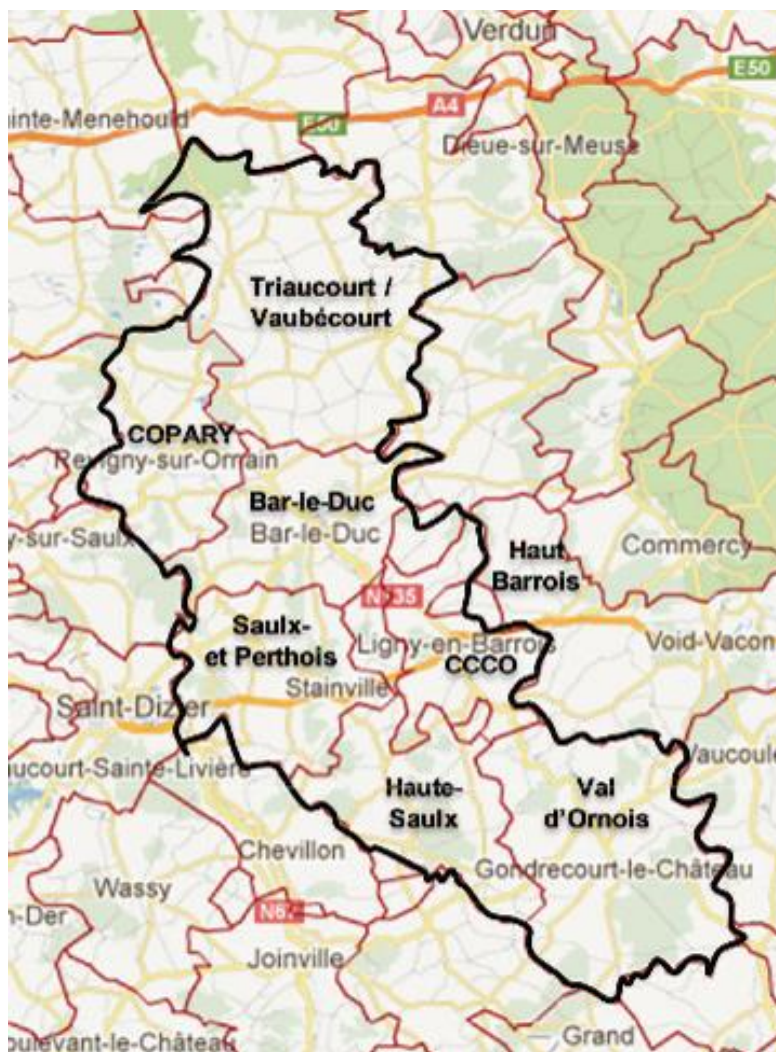 Verdun
E50
A4
inte-Menehould
E50
Dieue-sur-Meuse
Triaucourt /
Vaubécourt
COPARY
Revigny-sur-Ornain
Bar-le-Duc
Bar-le-Duc
y-sur-Saulx
Haut
Barrois
Commercy
N135
Saulx-
et Perthois
Ligny-en-Barrois
Void-Vacon
CCCO
Stainville
Saint-Dizier
Vaucoule
aucourt-Sainte-Livière
Haute-
Saulx
Val
d'Ornois
Chevillon
Gondrecourt-le-Château
Wassy
n-Der
N67
Joinville
Grand
oulevant-le-Château